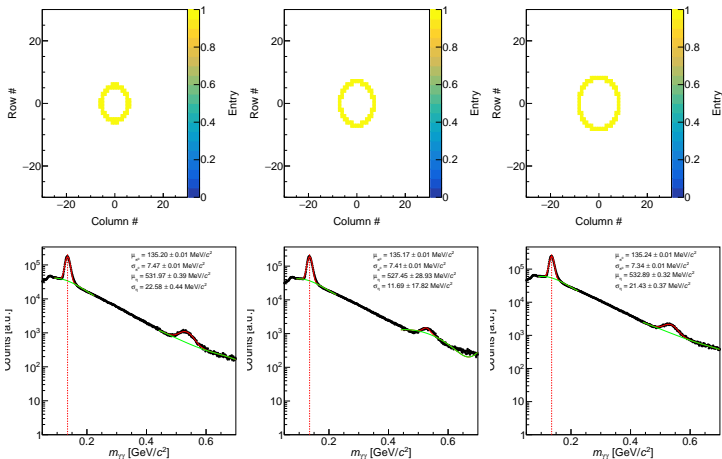 Row #
20
0
−20
−20
0
20
Column #
1
0.8
0.6
0.4
0.2
0
Entry
Row #
20
0
−20
−20
0
20
Column #
1
0.8
0.6
0.4
0.2
0
Entry
Row #
20
0
−20
−20
0
20
Column #
1
0.8
0.6
0.4
0.2
0
Entry
Counts [a.u.]
10⁵
10⁴
10³
10²
10
1
μπ⁰ = 135.20 ± 0.01 MeV/c²
σπ⁰ = 7.47 ± 0.01 MeV/c²
μη = 531.97 ± 0.39 MeV/c²
ση = 22.58 ± 0.44 MeV/c²
0.2
0.4
0.6
mγγ [GeV/c²]
Counts [a.u.]
10⁵
10⁴
10³
10²
10
1
μπ⁰ = 135.17 ± 0.01 MeV/c²
σπ⁰ = 7.41 ± 0.01 MeV/c²
μη = 527.45 ± 28.93 MeV/c²
ση = 11.69 ± 17.82 MeV/c²
0.2
0.4
0.6
mγγ [GeV/c²]
Counts [a.u.]
10⁵
10⁴
10³
10²
10
1
μπ⁰ = 135.24 ± 0.01 MeV/c²
σπ⁰ = 7.34 ± 0.01 MeV/c²
μη = 532.89 ± 0.32 MeV/c²
ση = 21.43 ± 0.37 MeV/c²
0.2
0.4
0.6
mγγ [GeV/c²]